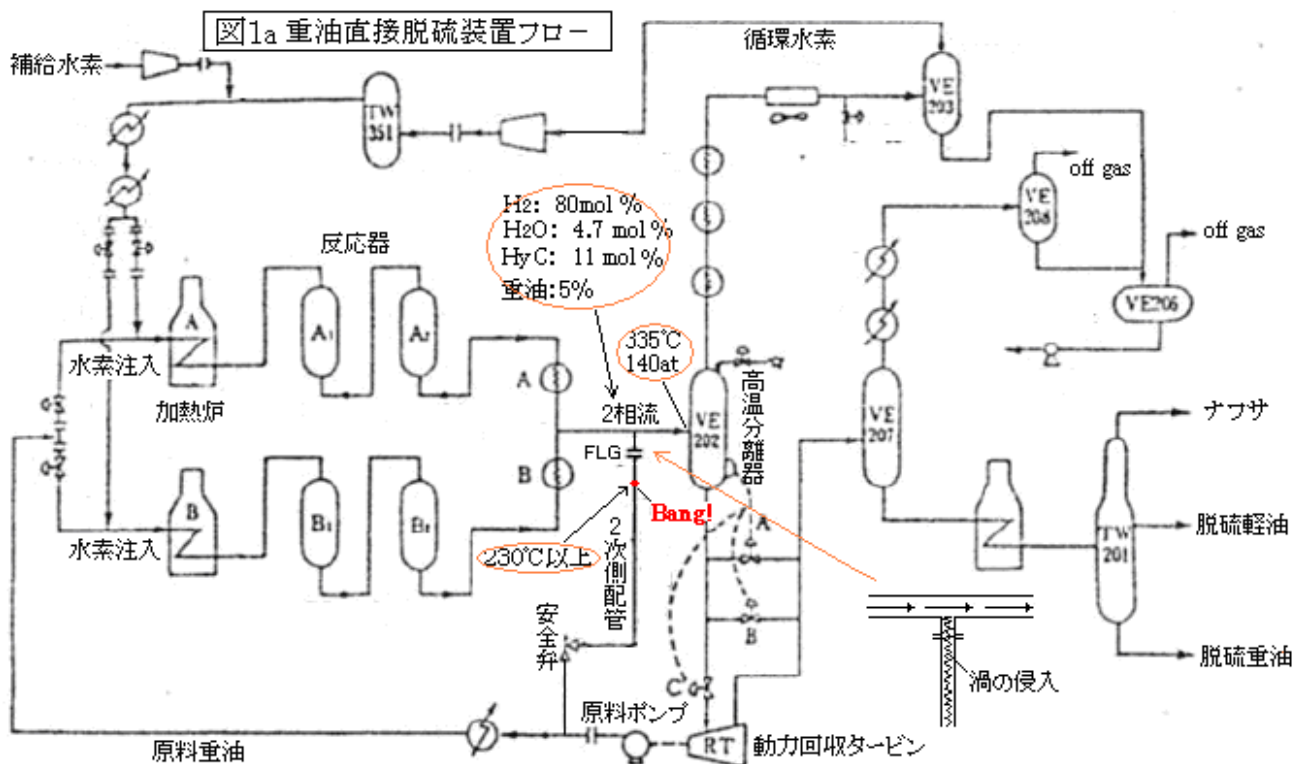 図1a 重油直接脱硫装置フロー
補給水素
循環水素
TW
351
VE
203
off gas
VE
208
off gas
VE206
H2: 80mol%
H2O: 4.7 mol%
HyC: 11 mol%
重油:5%
反応器
335℃
140at
A
A1
A2
水素注入
加熱炉
A
2相流
VE
202
高温分離器
VE
207
ナフサ
FLG
B
Bang!
A
B
B1
B2
水素注入
230℃以上
2次側配管
TW
201
脱硫軽油
安全弁
B
C
渦の侵入
脱硫重油
原料ポンプ
原料重油
RT
動力回収タービン